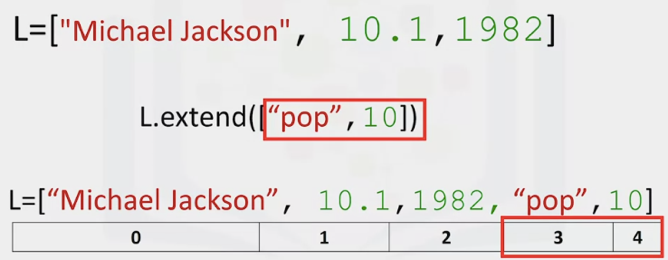 L=["Michael Jackson", 10.1,1982]
L.extend([“pop”,10])
L=[“Michael Jackson”, 10.1,1982, “pop”,10]
0 1 2 3 4